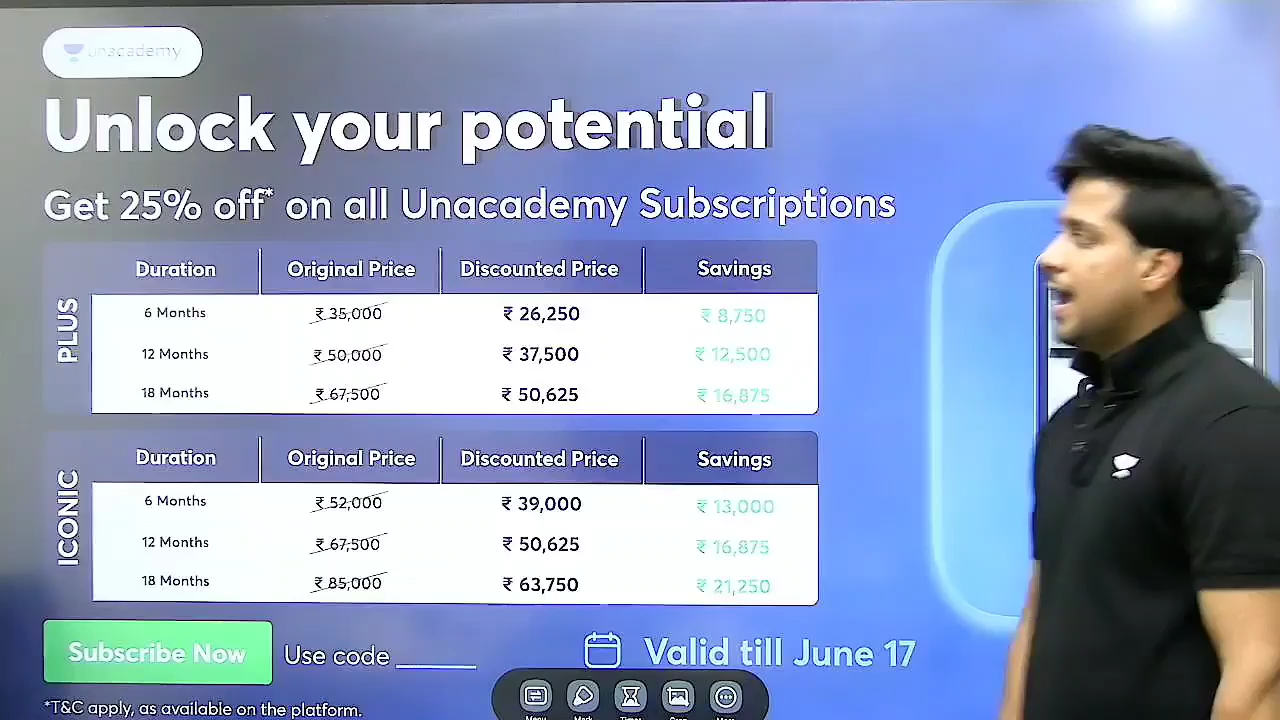 unacademy
Unlock your potential
Get 25% off* on all Unacademy Subscriptions
PLUS
Duration Original Price Discounted Price Savings
6 Months ₹ 35,000 ₹ 26,250 ₹ 8,750
12 Months ₹ 50,000 ₹ 37,500 ₹ 12,500
18 Months ₹ 67,500 ₹ 50,625 ₹ 16,875
ICONIC
Duration Original Price Discounted Price Savings
6 Months ₹ 52,000 ₹ 39,000 ₹ 13,000
12 Months ₹ 67,500 ₹ 50,625 ₹ 16,875
18 Months ₹ 85,000 ₹ 63,750 ₹ 21,250
Subscribe Now Use code Valid till June 17
*T&C apply, as available on the platform.